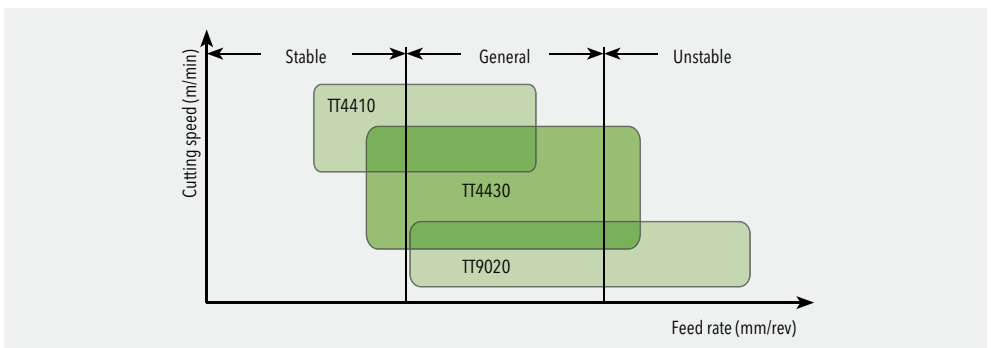 Stable
General
Unstable
Cutting speed (m/min)
TT4410
TT4430
TT9020
Feed rate (mm/rev)